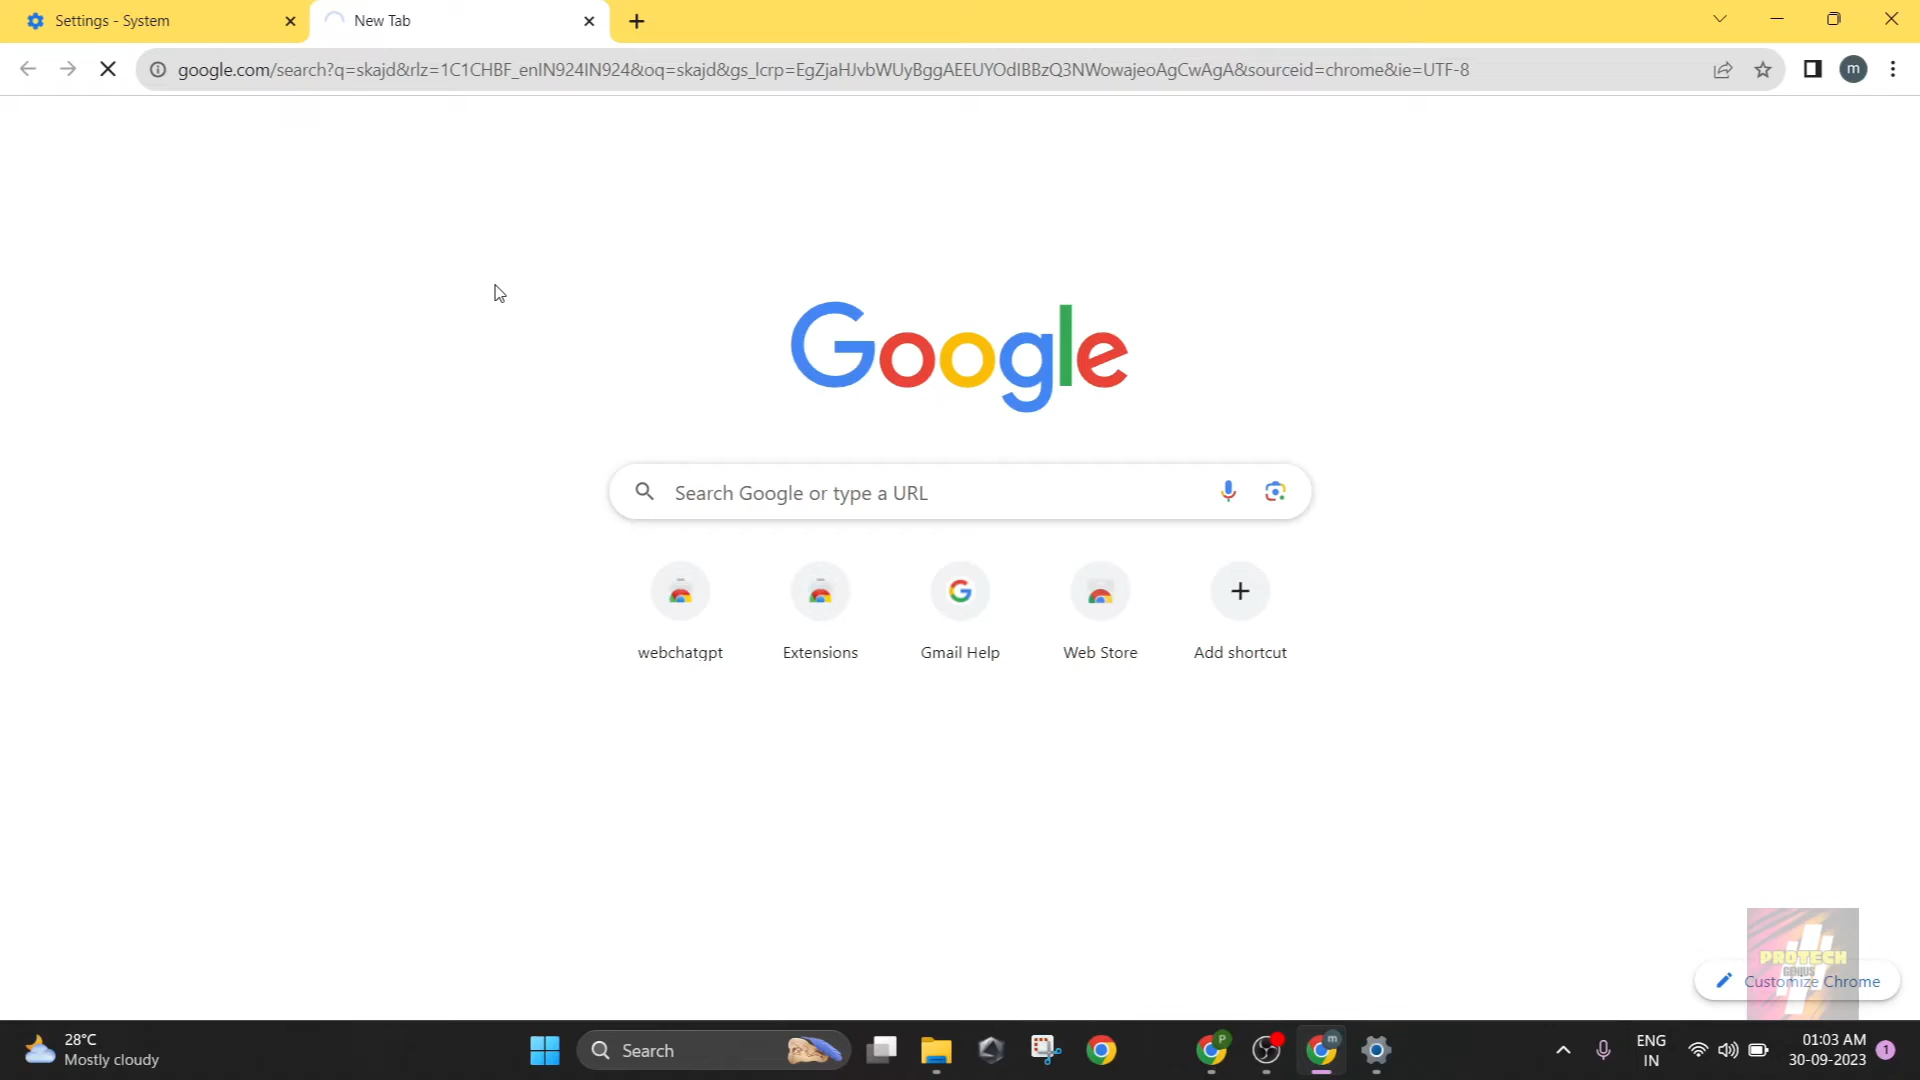 Settings - System
New Tab
google.com/search?q=skajd&rlz=1C1CHBF_enIN924IN924&oq=skajd&gs_lcrp=EgZjaHJvbWUyBggAEEUYOdIBBzQ3NWowajeoAgCwAgA&sourceid=chrome&ie=UTF-8
m
Google
Search Google or type a URL
webchatgpt
Extensions
Gmail Help
Web Store
Add shortcut
PROTECH
GENIUS
Customize Chrome
28°C
Mostly cloudy
Search
P
m
ENG
IN
01:03 AM
30-09-2023
1